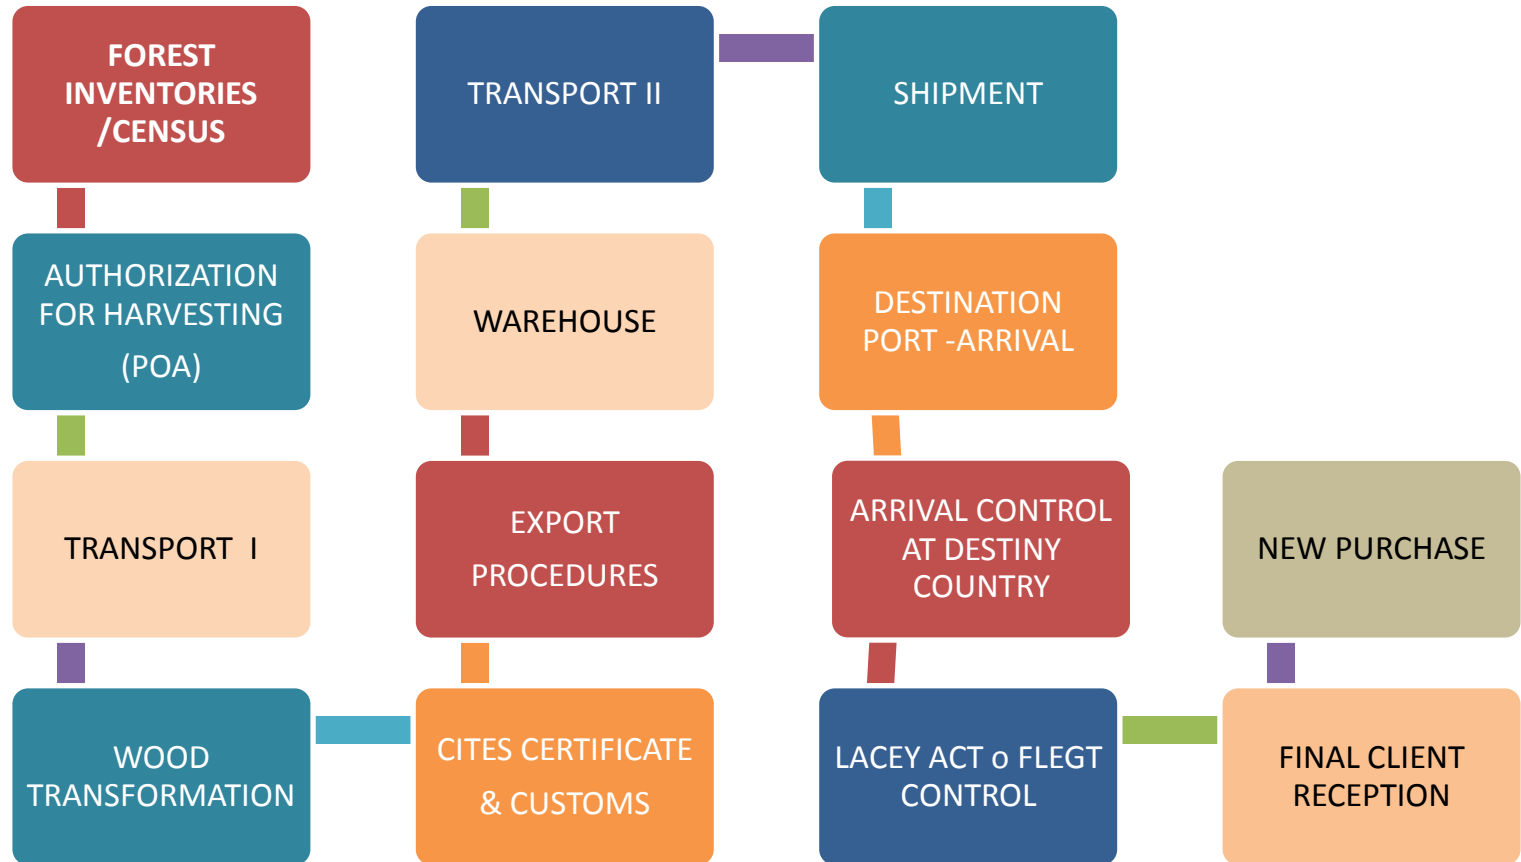 FOREST
INVENTORIES
/CENSUS
AUTHORIZATION
FOR HARVESTING
(POA)
TRANSPORT I
WOOD
TRANSFORMATION
CITES CERTIFICATE
& CUSTOMS
EXPORT
PROCEDURES
WAREHOUSE
TRANSPORT II
SHIPMENT
DESTINATION
PORT -ARRIVAL
ARRIVAL CONTROL
AT DESTINY
COUNTRY
LACEY ACT o FLEGT
CONTROL
FINAL CLIENT
RECEPTION
NEW PURCHASE